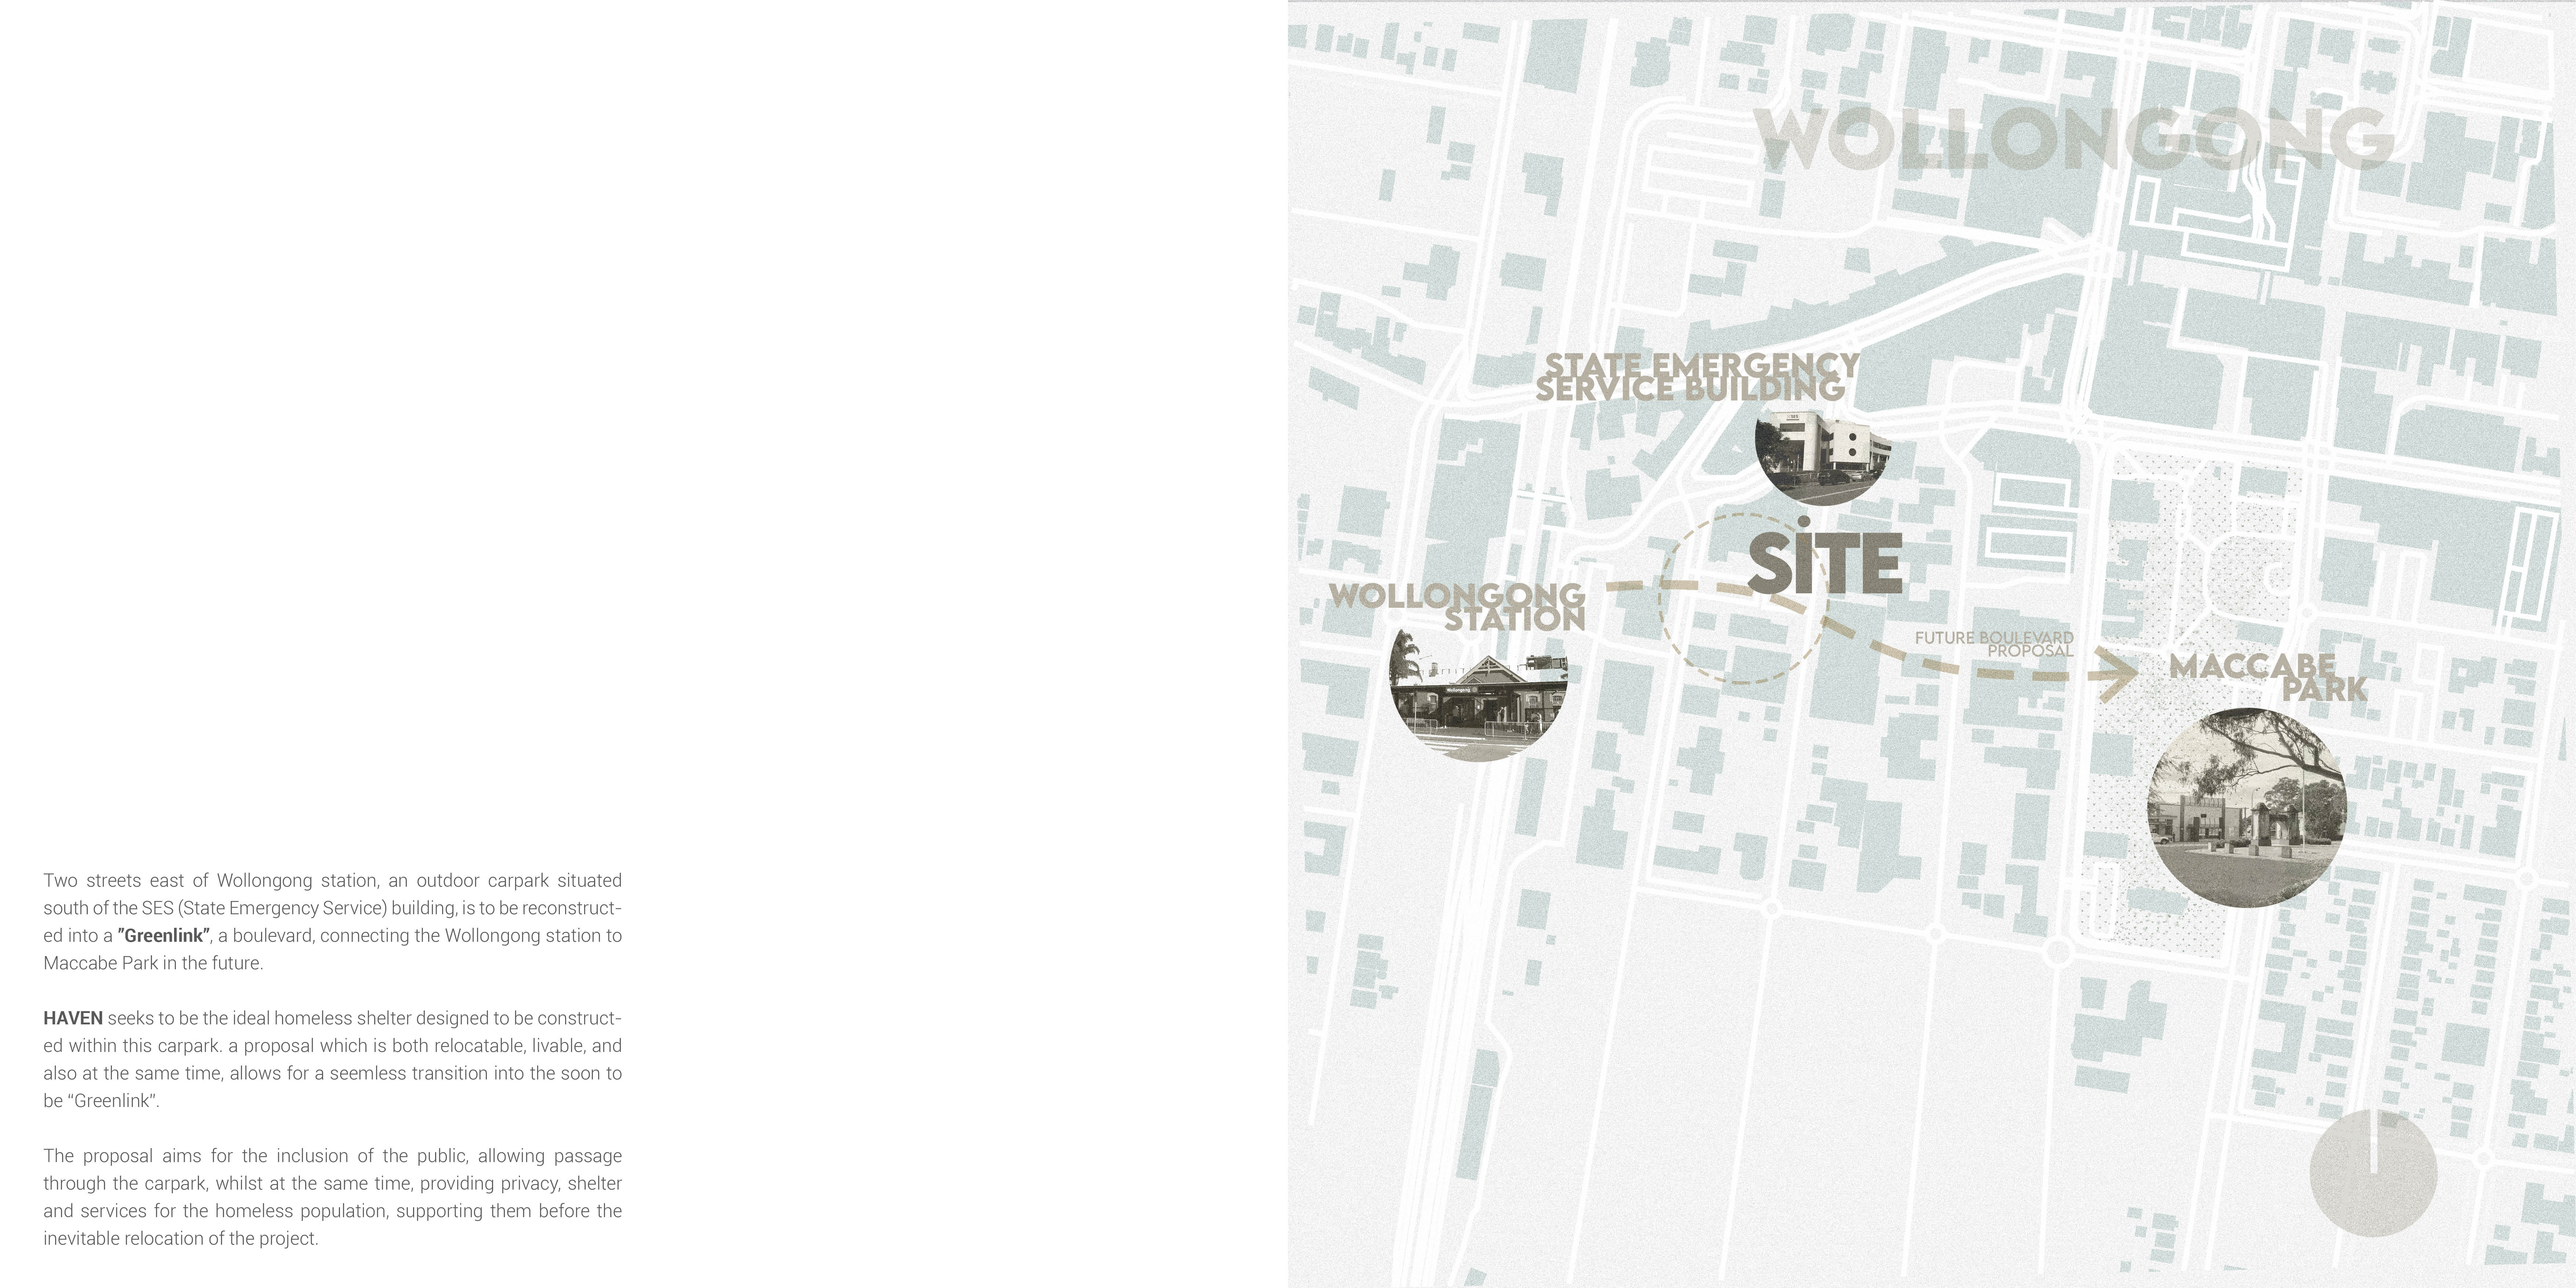 Two streets east of Wollongong station, an outdoor carpark situated
south of the SES (State Emergency Service) building, is to be reconstruct-
ed into a "Greenlink", a boulevard, connecting the Wollongong station to
Maccabe Park in the future.
HAVEN seeks to be the ideal homeless shelter designed to be construct-
ed within this carpark. a proposal which is both relocatable, livable, and
also at the same time, allows for a seemless transition into the soon to
be “Greenlink”.
The proposal aims for the inclusion of the public, allowing passage
through the carpark, whilst at the same time, providing privacy, shelter
and services for the homeless population, supporting them before the
inevitable relocation of the project.
WOLLONGONG
STATE EMERGENCY
SERVICE BUILDING
SES
SiTE
WOLLONGONG
STATION
Wollongong
FUTURE BOULEVARD
PROPOSAL
MACCABE
PARK